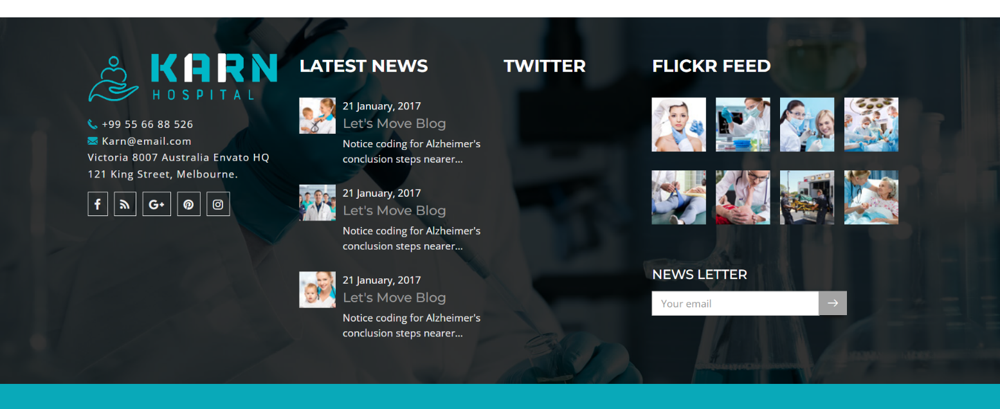 KARN
HOSPITAL
+99 55 66 88 526
Karn@email.com
Victoria 8007 Australia Envato HQ
121 King Street, Melbourne.
LATEST NEWS
21 January, 2017
Let's Move Blog
Notice coding for Alzheimer's
conclusion steps nearer...
21 January, 2017
Let's Move Blog
Notice coding for Alzheimer's
conclusion steps nearer...
21 January, 2017
Let's Move Blog
Notice coding for Alzheimer's
conclusion steps nearer...
TWITTER
FLICKR FEED
NEWS LETTER
Your email